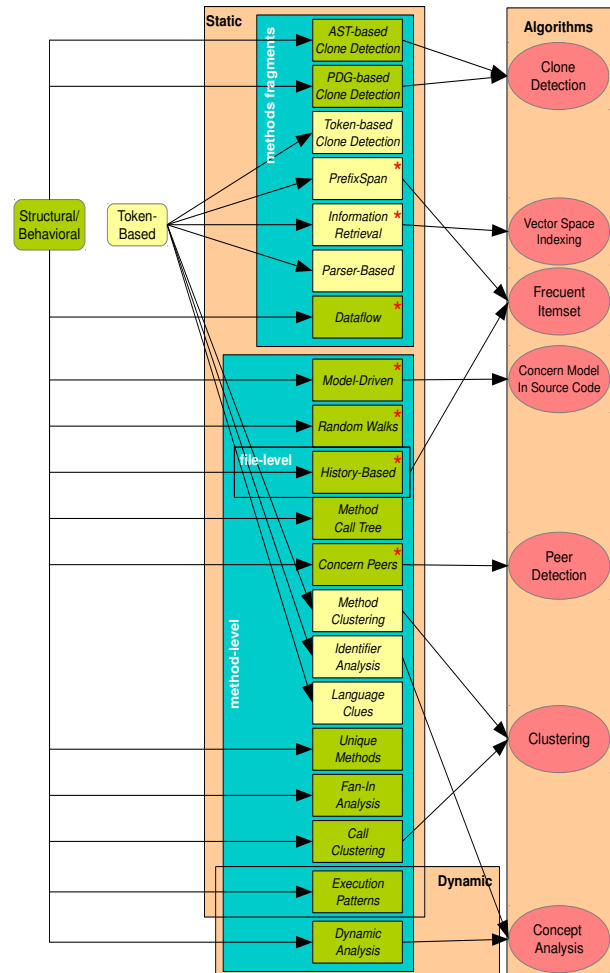 Static
Algorithms
methods fragments
AST-based
Clone Detection
PDG-based
Clone Detection
Token-based
Clone Detection
PrefixSpan *
Information *
Retrieval
Parser-Based
Dataflow *
Structural/
Behavioral
Token-
Based
Clone
Detection
Vector Space
Indexing
Frecuent
Itemset
Concern Model
In Source Code
method-level
Model-Driven *
Random Walks *
file-level
History-Based *
Method
Call Tree
Concern Peers *
Method
Clustering
Identifier
Analysis
Language
Clues
Unique
Methods
Fan-In
Analysis
Call
Clustering
Peer
Detection
Clustering
Dynamic
Execution
Patterns
Dynamic
Analysis
Concept
Analysis